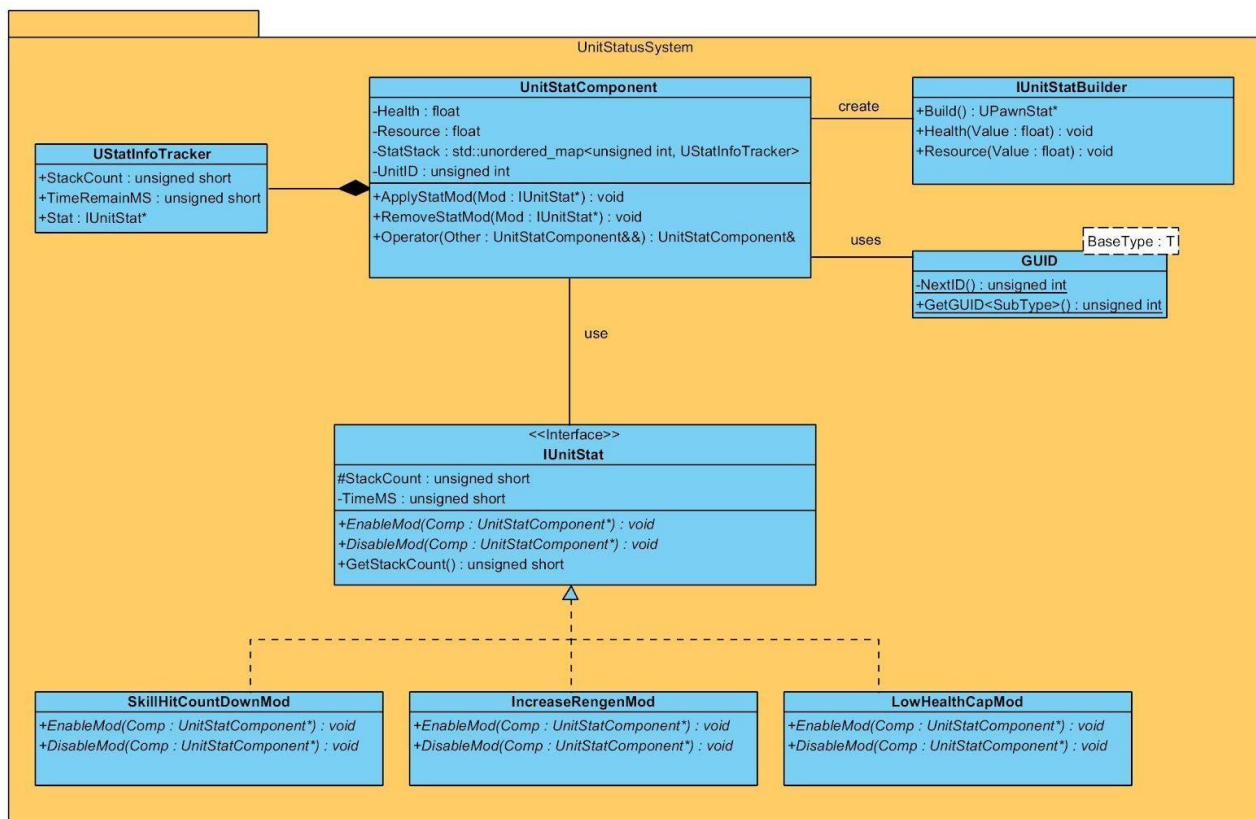 UnitStatusSystem
UnitStatComponent
-Health : float
-Resource : float
-StatStack : std::unordered_map<unsigned int, UStatInfoTracker>
-UnitID : unsigned int
+ApplyStatMod(Mod : IUnitStat*) : void
+RemoveStatMod(Mod : IUnitStat*) : void
+Operator(Other : UnitStatComponent&&) : UnitStatComponent&
create
IUnitStatBuilder
+Build() : UPawnStat*
+Health(Value : float) : void
+Resource(Value : float) : void
UStatInfoTracker
+StackCount : unsigned short
+TimeRemainMS : unsigned short
+Stat : IUnitStat*
uses
BaseType : T
GUID
-NextID() : unsigned int
+GetGUID<SubType>() : unsigned int
use
<<Interface>>
IUnitStat
#StackCount : unsigned short
-TimeMS : unsigned short
+EnableMod(Comp : UnitStatComponent*) : void
+DisableMod(Comp : UnitStatComponent*) : void
+GetStackCount() : unsigned short
SkillHitCountDownMod
+EnableMod(Comp : UnitStatComponent*) : void
+DisableMod(Comp : UnitStatComponent*) : void
IncreaseRengenMod
+EnableMod(Comp : UnitStatComponent*) : void
+DisableMod(Comp : UnitStatComponent*) : void
LowHealthCapMod
+EnableMod(Comp : UnitStatComponent*) : void
+DisableMod(Comp : UnitStatComponent*) : void